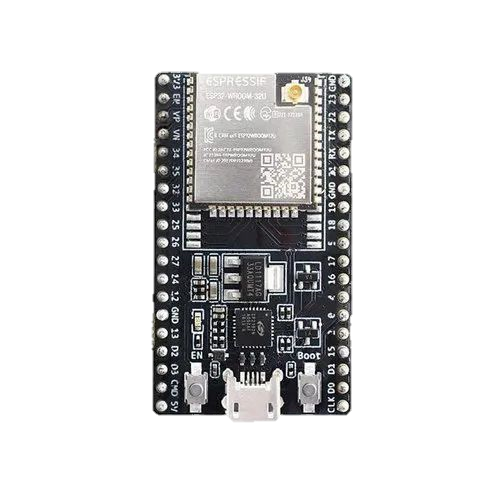 ESPRESSIF
ESP32-WROOM-32U
3V3
EN
VP
VN
34
35
32
33
25
26
27
14
12
GND
13
D2
D3
CMD
5V
GND
23
22
TX
RX
21
GND
19
18
5
17
16
4
15
D1
D0
CLK
LD1117AG
EN
Boot